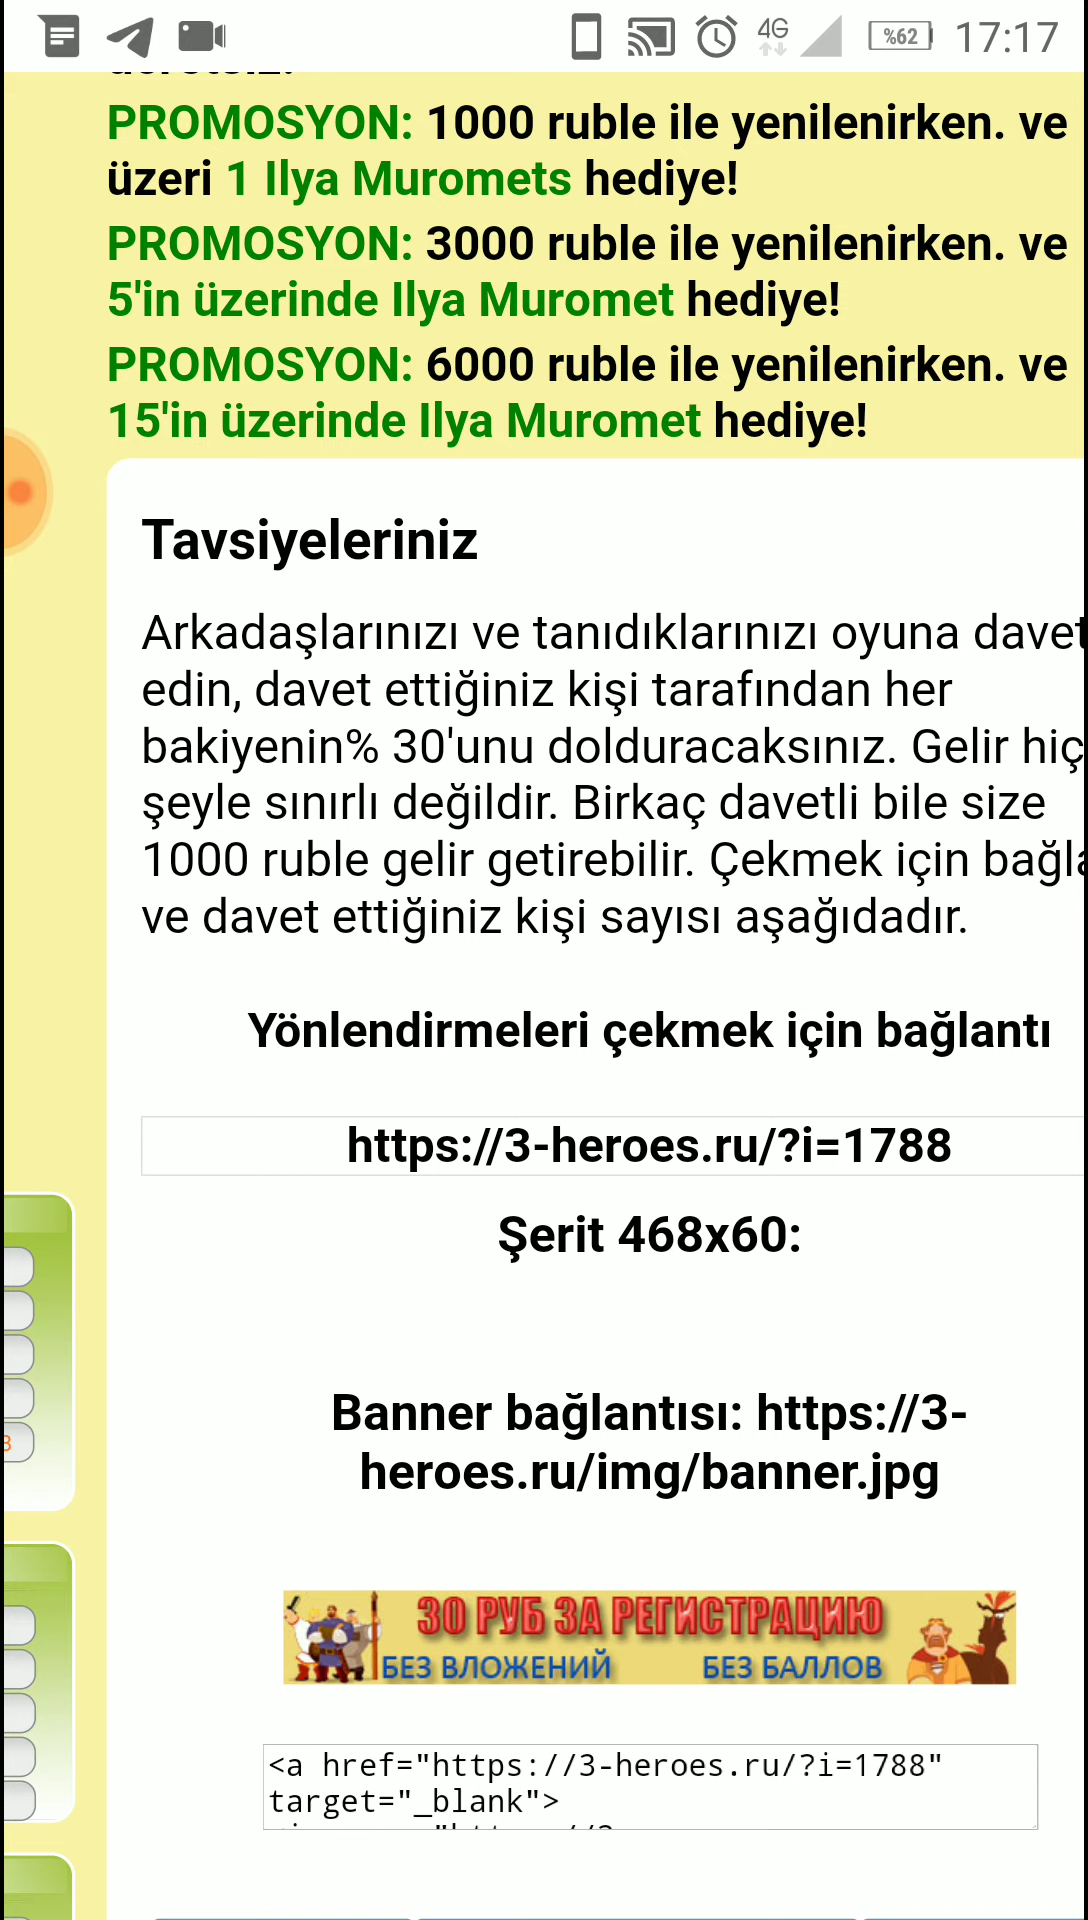 4G
%62
17:17
PROMOSYON: 1000 ruble ile yenilenirken. ve
üzeri 1 Ilya Muromets hediye!
PROMOSYON: 3000 ruble ile yenilenirken. ve
5'in üzerinde Ilya Muromet hediye!
PROMOSYON: 6000 ruble ile yenilenirken. ve
15'in üzerinde Ilya Muromet hediye!
Tavsiyeleriniz
Arkadaşlarınızı ve tanıdıklarınızı oyuna davet
edin, davet ettiğiniz kişi tarafından her
bakiyenin% 30'unu dolduracaksınız. Gelir hiç
şeyle sınırlı değildir. Birkaç davetli bile size
1000 ruble gelir getirebilir. Çekmek için bağla
ve davet ettiğiniz kişi sayısı aşağıdadır.
Yönlendirmeleri çekmek için bağlantı
https://3-heroes.ru/?i=1788
Şerit 468x60:
Banner bağlantısı: https://3-
heroes.ru/img/banner.jpg
30 РУБ ЗА РЕГИСТРАЦИЮ
БЕЗ ВЛОЖЕНИЙ БЕЗ БАЛЛОВ
<a href="https://3-heroes.ru/?i=1788"
target="_blank">